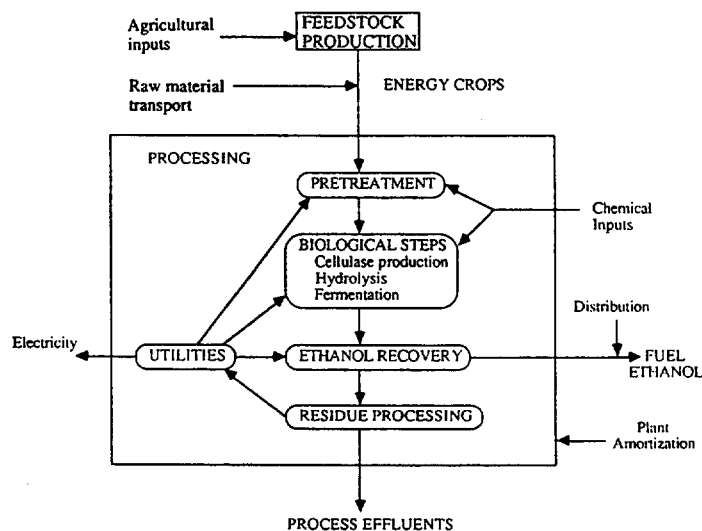 Agricultural
inputs
FEEDSTOCK
PRODUCTION
Raw material
transport
ENERGY CROPS
PROCESSING
PRETREATMENT
Chemical
Inputs
BIOLOGICAL STEPS
Cellulase production
Hydrolysis
Fermentation
Distribution
Electricity
UTILITIES
ETHANOL RECOVERY
FUEL
ETHANOL
RESIDUE PROCESSING
Plant
Amortization
PROCESS EFFLUENTS